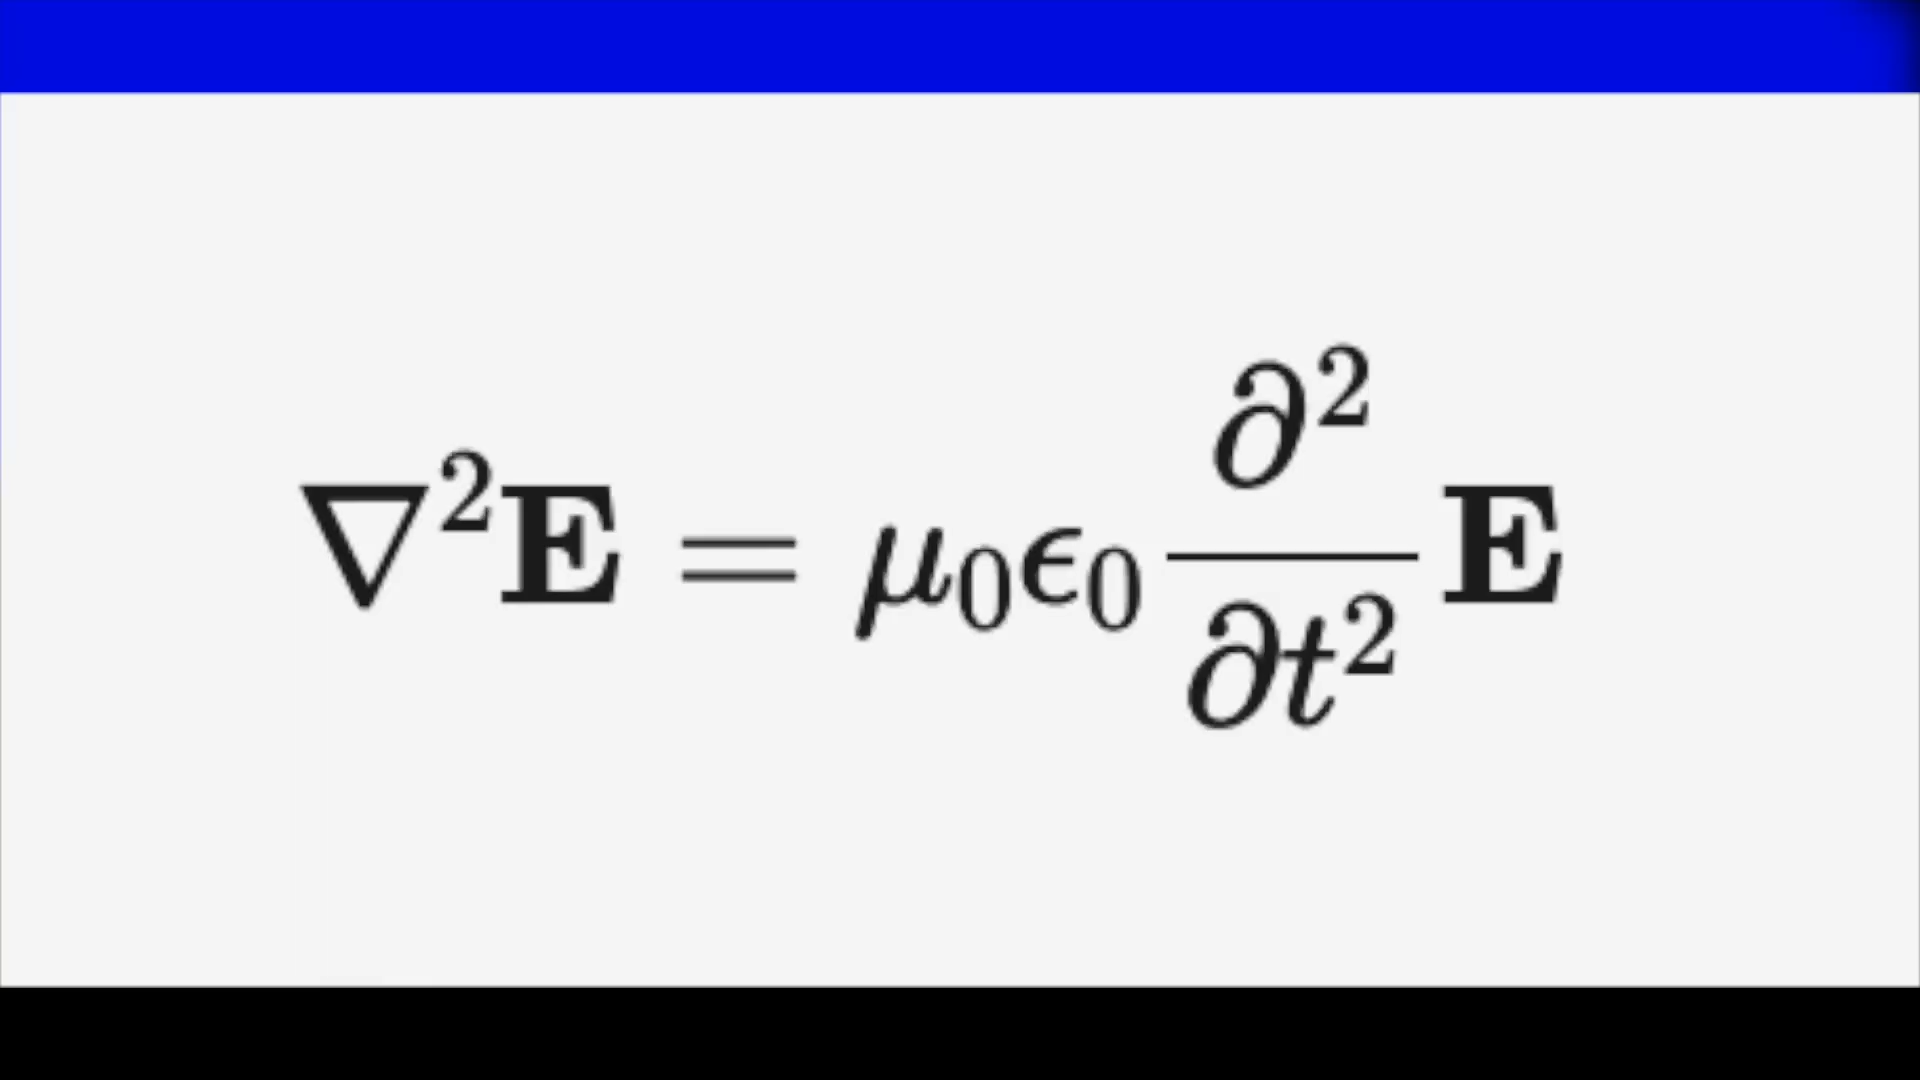 ∇²𝐄 = μ₀ϵ₀ ∂²/∂t² 𝐄